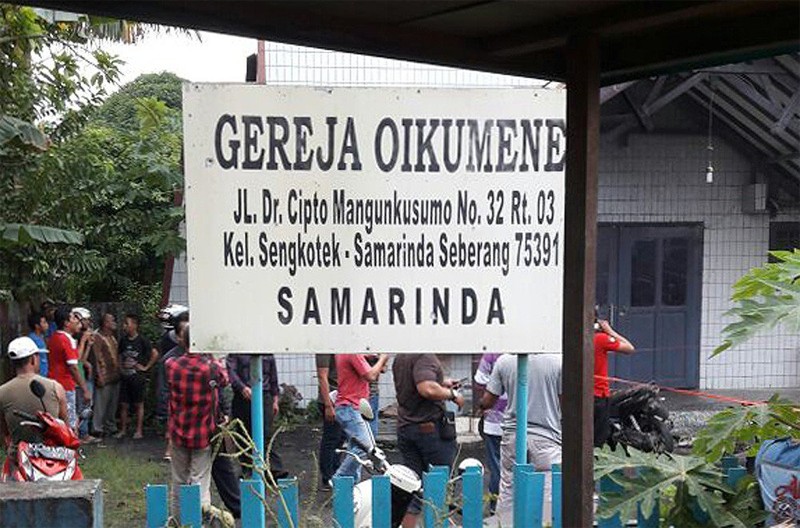 GEREJA OIKUMENE
JL. Dr. Cipto Mangunkusumo No. 32 Rt. 03
Kel. Sengkotek - Samarinda Seberang 75391
SAMARINDA